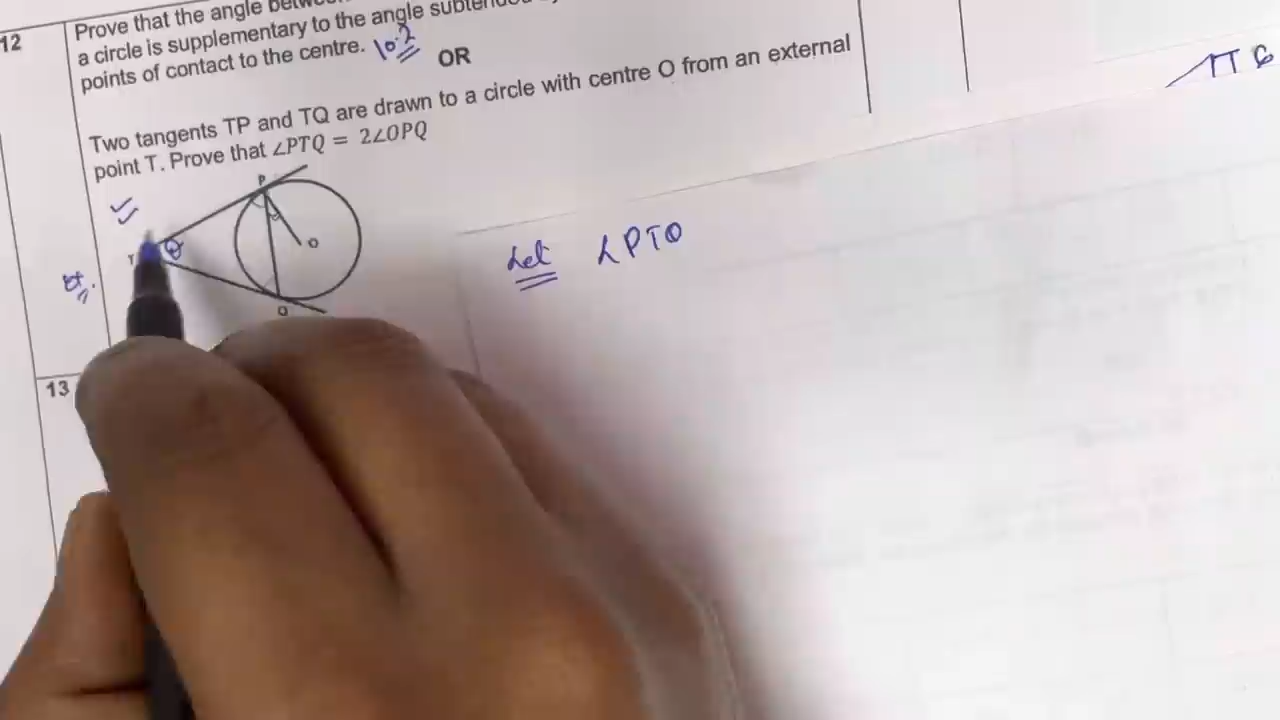 12
Prove that the angle
a circle is supplementary to the angle
points of contact to the centre. 10.2
OR
Two tangents TP and TQ are drawn to a circle with centre O from an external
point T. Prove that ∠PTQ = 2∠OPQ
P
θ
O
T
Q
Let ∠PTQ
13